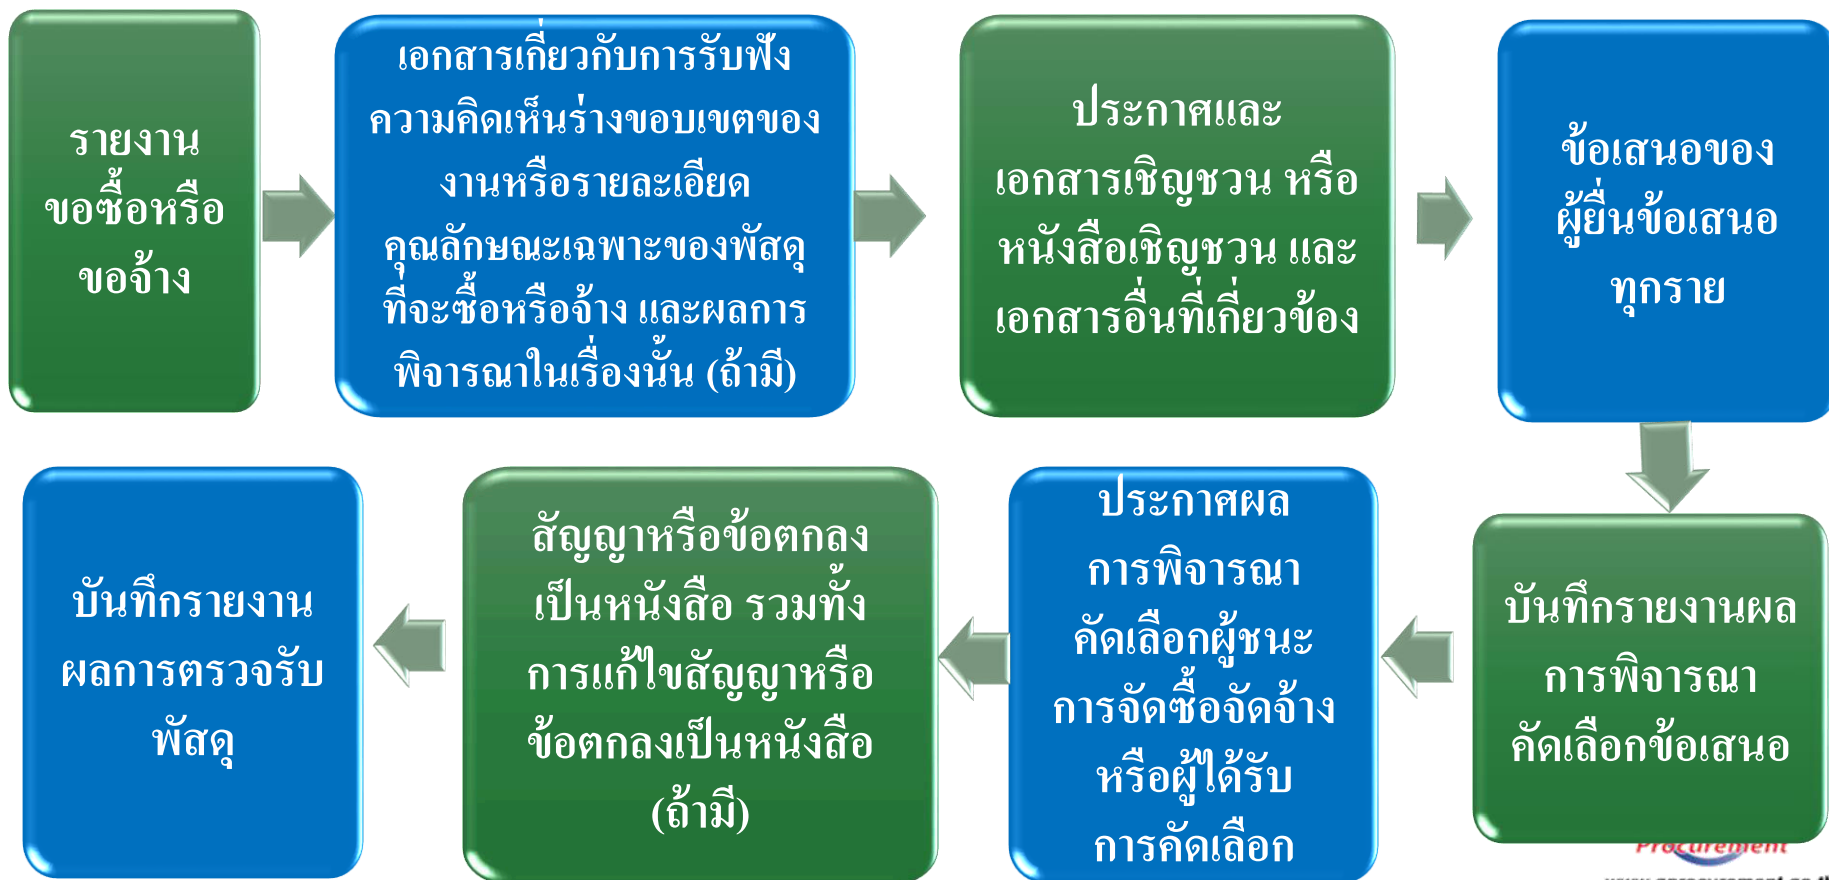 รายงาน
ขอซื้อหรือ
ขอจ้าง
เอกสารเกี่ยวกับการรับฟัง
ความคิดเห็นร่างขอบเขตของ
งานหรือรายละเอียด
คุณลักษณะเฉพาะของพัสดุ
ที่จะซื้อหรือจ้าง และผลการ
พิจารณาในเรื่องนั้น (ถ้ามี)
ประกาศและ
เอกสารเชิญชวน หรือ
หนังสือเชิญชวน และ
เอกสารอื่นที่เกี่ยวข้อง
ข้อเสนอของ
ผู้ยื่นข้อเสนอ
ทุกราย
บันทึกรายงานผล
การพิจารณา
คัดเลือกข้อเสนอ
ประกาศผล
การพิจารณา
คัดเลือกผู้ชนะ
การจัดซื้อจัดจ้าง
หรือผู้ได้รับ
การคัดเลือก
สัญญาหรือข้อตกลง
เป็นหนังสือ รวมทั้ง
การแก้ไขสัญญาหรือ
ข้อตกลงเป็นหนังสือ
(ถ้ามี)
บันทึกรายงาน
ผลการตรวจรับ
พัสดุ
Procurement